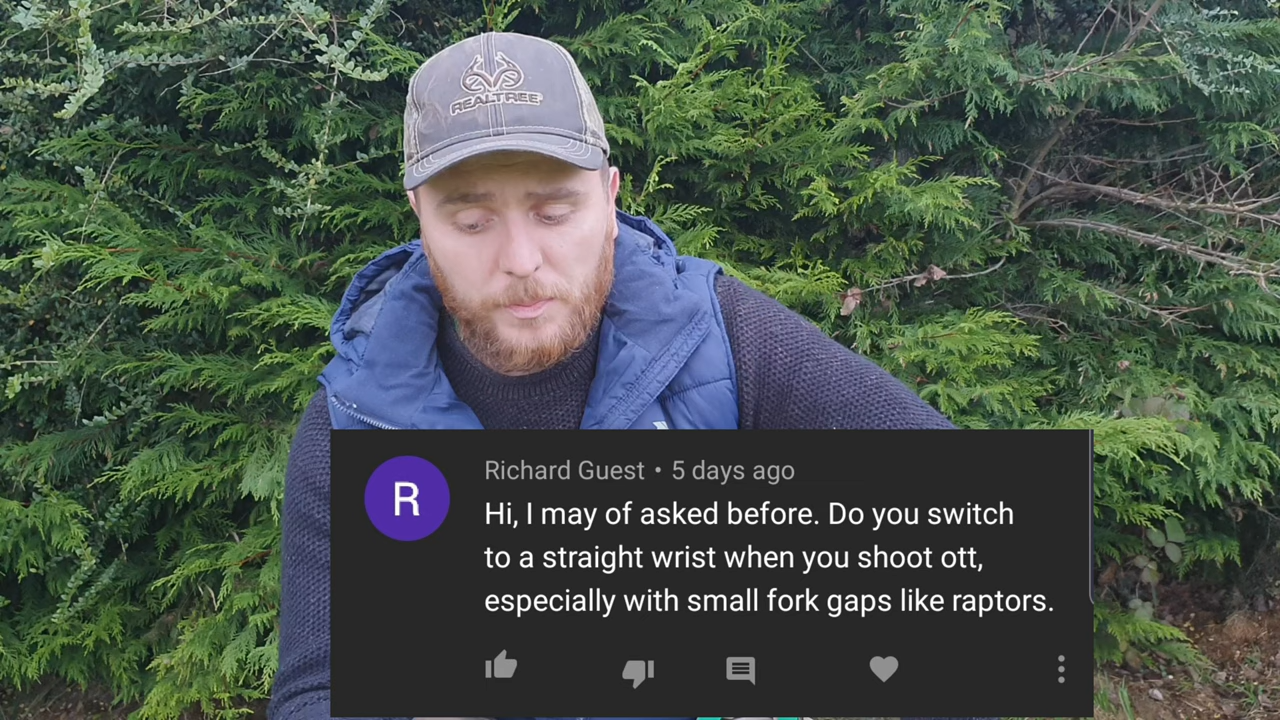 REALTREE
Richard Guest • 5 days ago
R
Hi, I may of asked before. Do you switch
to a straight wrist when you shoot ott,
especially with small fork gaps like raptors.